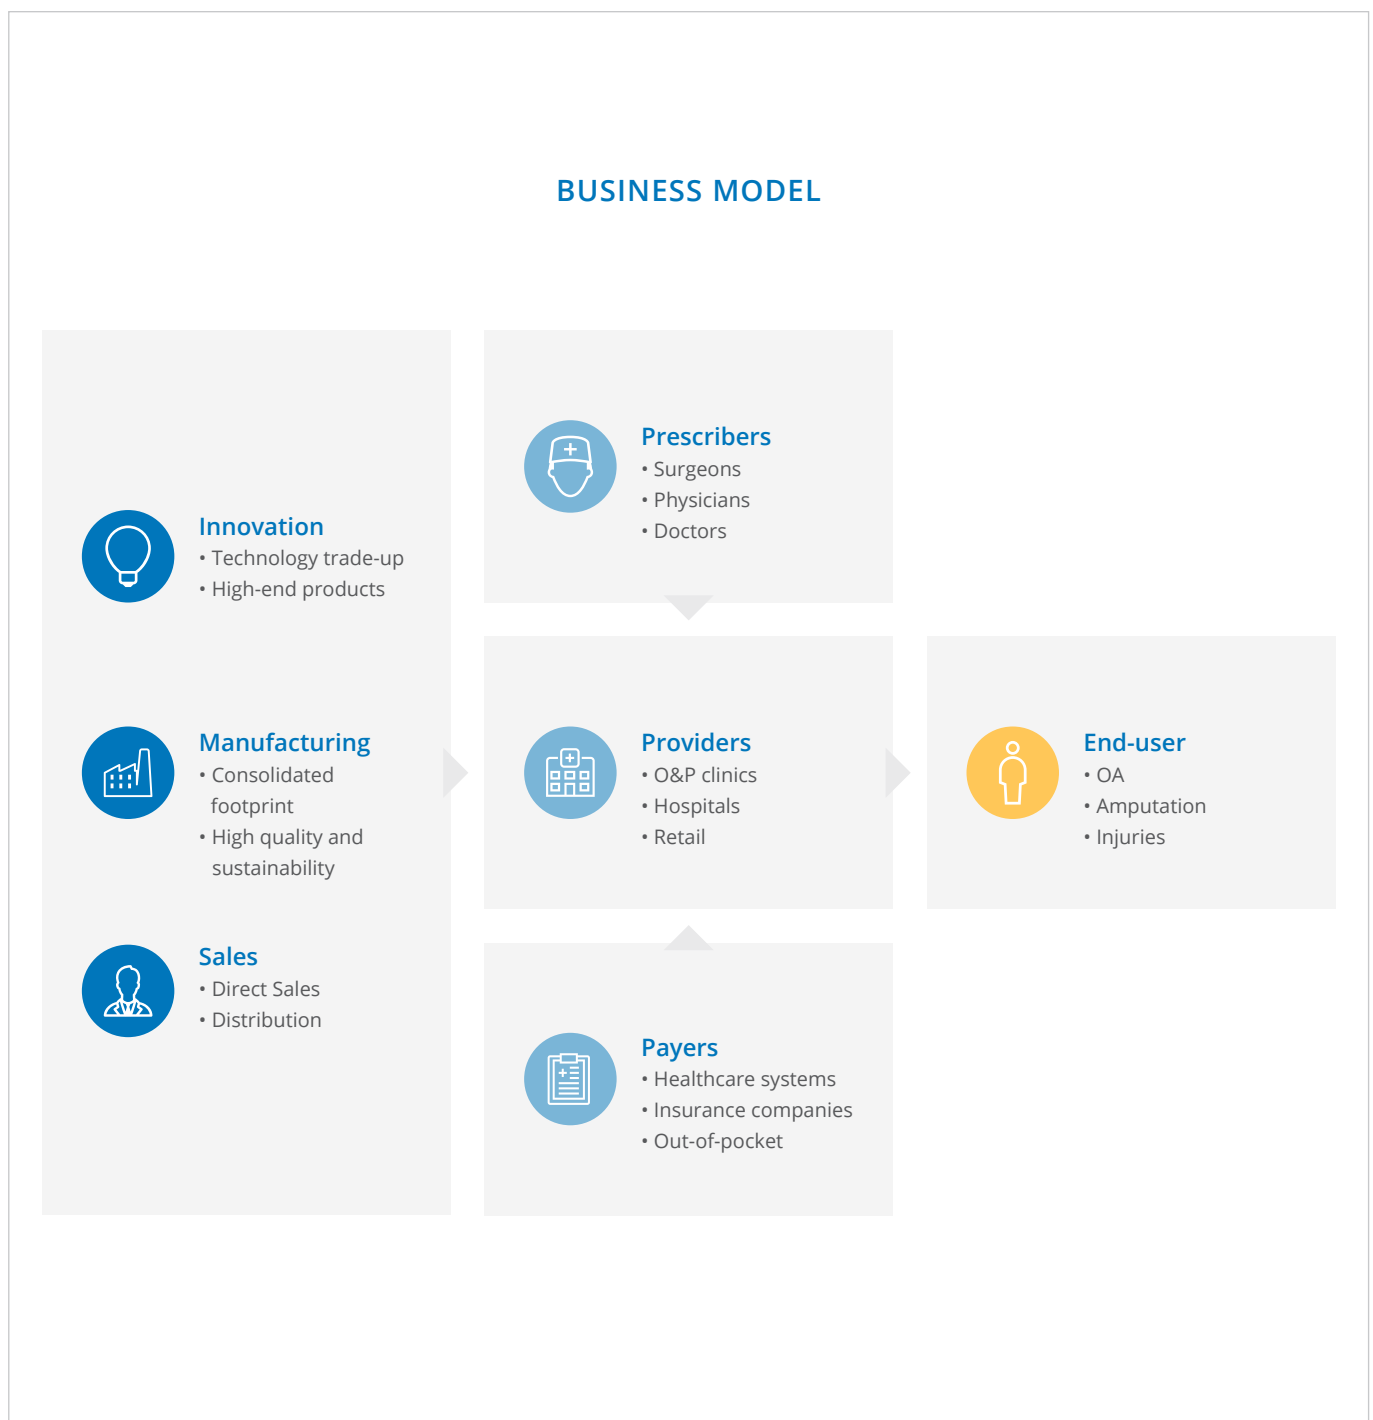 BUSINESS MODEL
Innovation
• Technology trade-up
• High-end products
Manufacturing
• Consolidated
footprint
• High quality and
sustainability
Sales
• Direct Sales
• Distribution
Prescribers
• Surgeons
• Physicians
• Doctors
Providers
• O&P clinics
• Hospitals
• Retail
Payers
• Healthcare systems
• Insurance companies
• Out-of-pocket
End-user
• OA
• Amputation
• Injuries